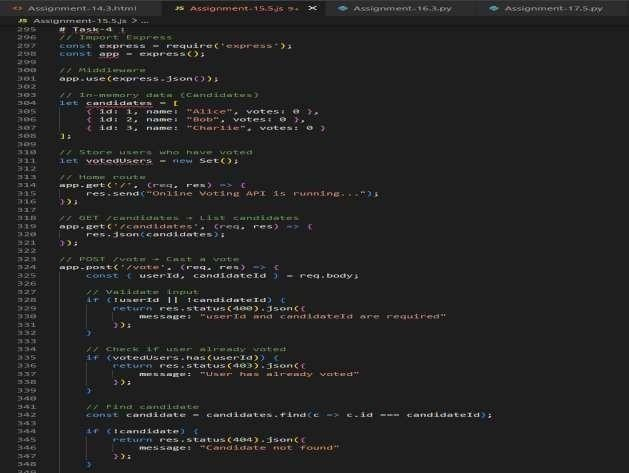 Assignment-14.3.html
JS Assignment-15.5.js 9+ X
Assignment-16.3.py
Assignment-17.5.py
JS Assignment-15.5.js > ...
295 # Task-4 :
296 // Import Express
297 const express = require('express');
298 const app = express();
299
300 // Middleware
301 app.use(express.json());
302
303 // In-memory data (Candidates)
304 let candidates = [
305 { id: 1, name: "Alice", votes: 0 },
306 { id: 2, name: "Bob", votes: 0 },
307 { id: 3, name: "Charlie", votes: 0 }
308 ];
309
310 // Store users who have voted
311 let votedUsers = new Set();
312
313 // Home route
314 app.get('/', (req, res) => {
315 res.send("Online Voting API is running...");
316 });
317
318 // GET /candidates → List candidates
319 app.get('/candidates', (req, res) => {
320 res.json(candidates);
321 });
322
323 // POST /vote → Cast a vote
324 app.post('/vote', (req, res) => {
325 const { userId, candidateId } = req.body;
326
327 // Validate input
328 if (!userId || !candidateId) {
329 return res.status(400).json({
330 message: "userId and candidateId are required"
331 });
332 }
333
334 // Check if user already voted
335 if (votedUsers.has(userId)) {
336 return res.status(403).json({
337 message: "User has already voted"
338 });
339 }
340
341 // Find candidate
342 const candidate = candidates.find(c => c.id === candidateId);
343
344 if (!candidate) {
345 return res.status(404).json({
346 message: "Candidate not found"
347 });
348 }
349